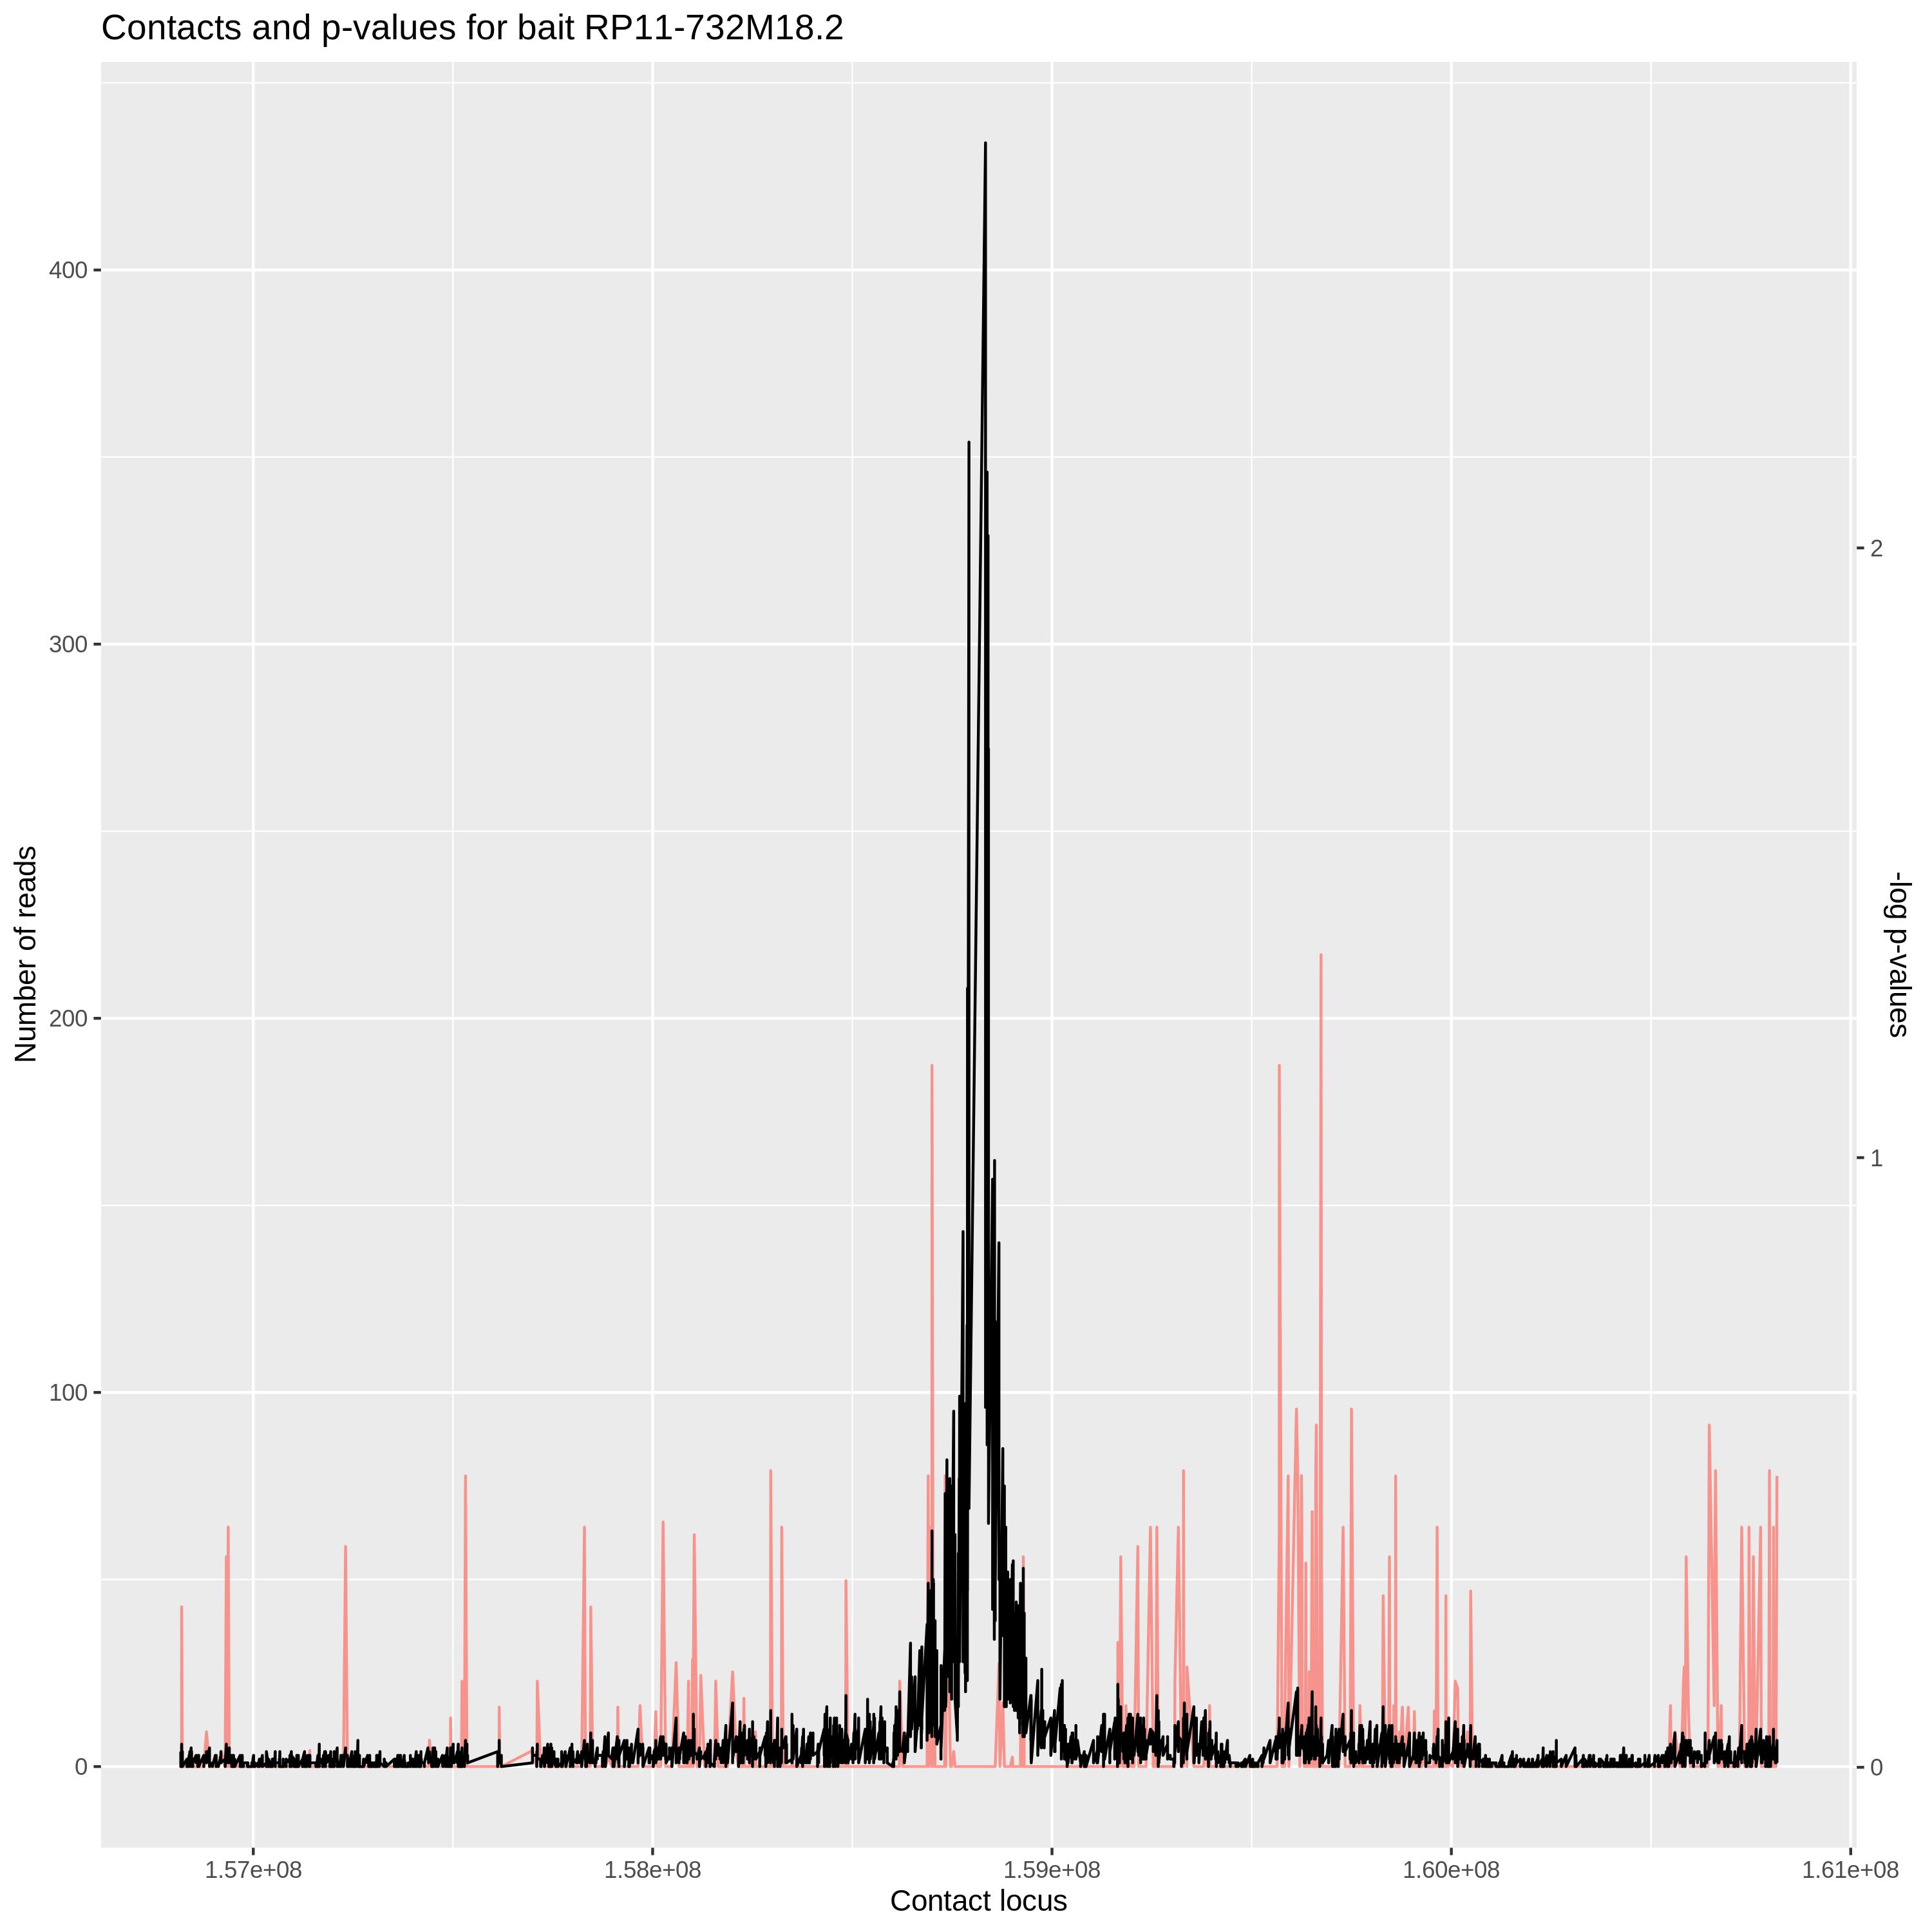 Contacts and p-values for bait RP11-732M18.2
400
300
200
100
0
Number of reads
2
1
0
-log p-values
1.57e+08
1.58e+08
1.59e+08
1.60e+08
1.61e+08
Contact locus